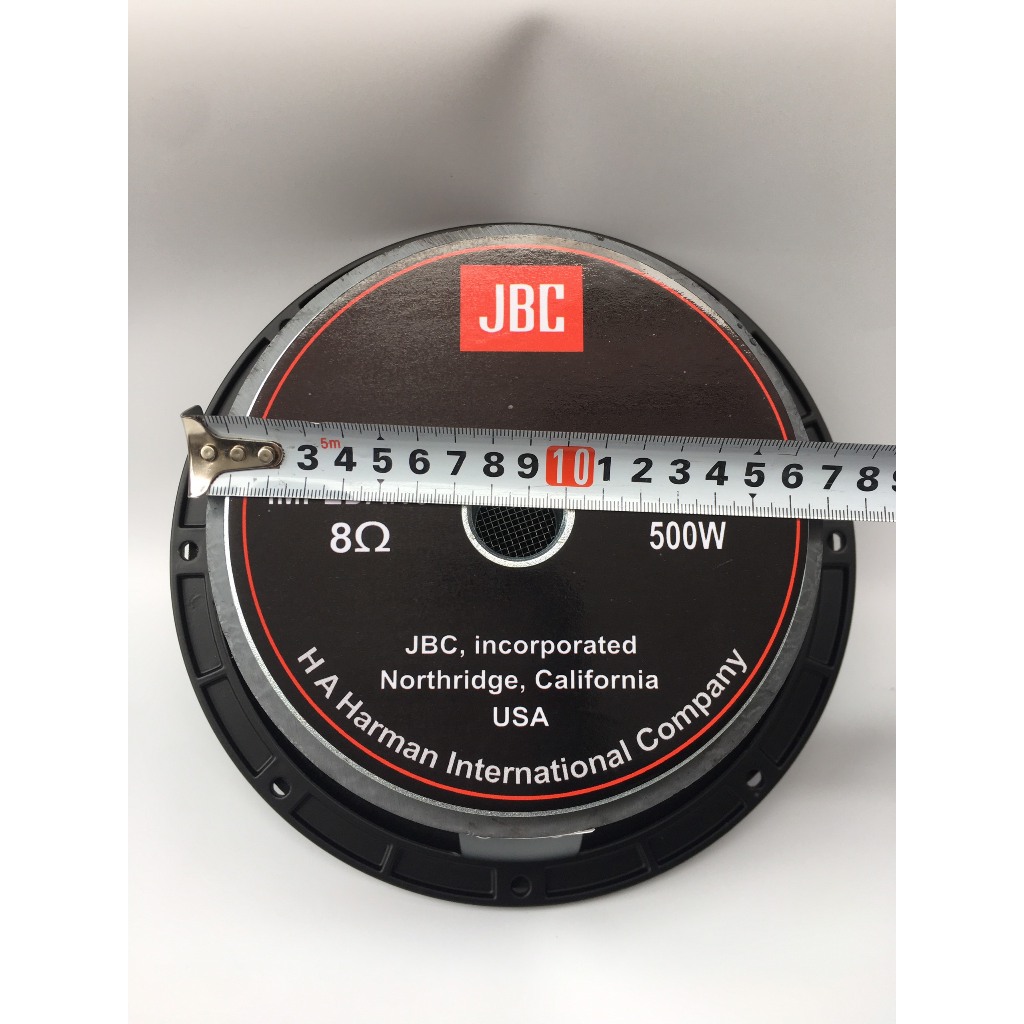 JBC
5m
3 4 5 6 7 8 9 10 1 2 3 4 5 6 7 8
8Ω 500W
JBC, incorporated
Northridge, California
USA
H A Harman International Company